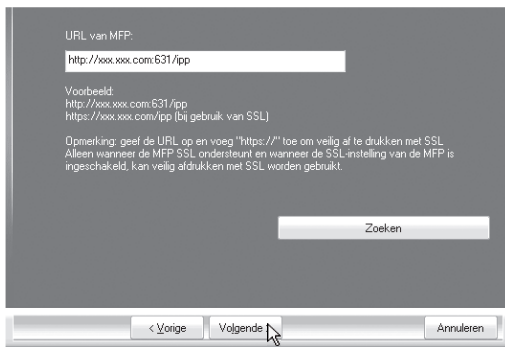 URL van MFP:
http://xxx.xxx.com:631/ipp
Voorbeeld:
http://xxx.xxx.com:631/ipp
https://xxx.xxx.com/ipp (bij gebruik van SSL)
Opmerking: geef de URL op en voeg "https://" toe om veilig af te drukken met SSL
Alleen wanneer de MFP SSL ondersteunt en wanneer de SSL-instelling van de MFP is
ingeschakeld, kan veilig afdrukken met SSL worden gebruikt.
Zoeken
< Vorige Volgende Annuleren